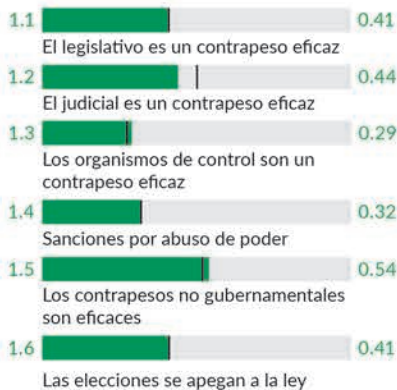 1.1 0.41
El legislativo es un contrapeso eficaz
1.2 0.44
El judicial es un contrapeso eficaz
1.3 0.29
Los organismos de control son un
contrapeso eficaz
1.4 0.32
Sanciones por abuso de poder
1.5 0.54
Los contrapesos no gubernamentales
son eficaces
1.6 0.41
Las elecciones se apegan a la ley